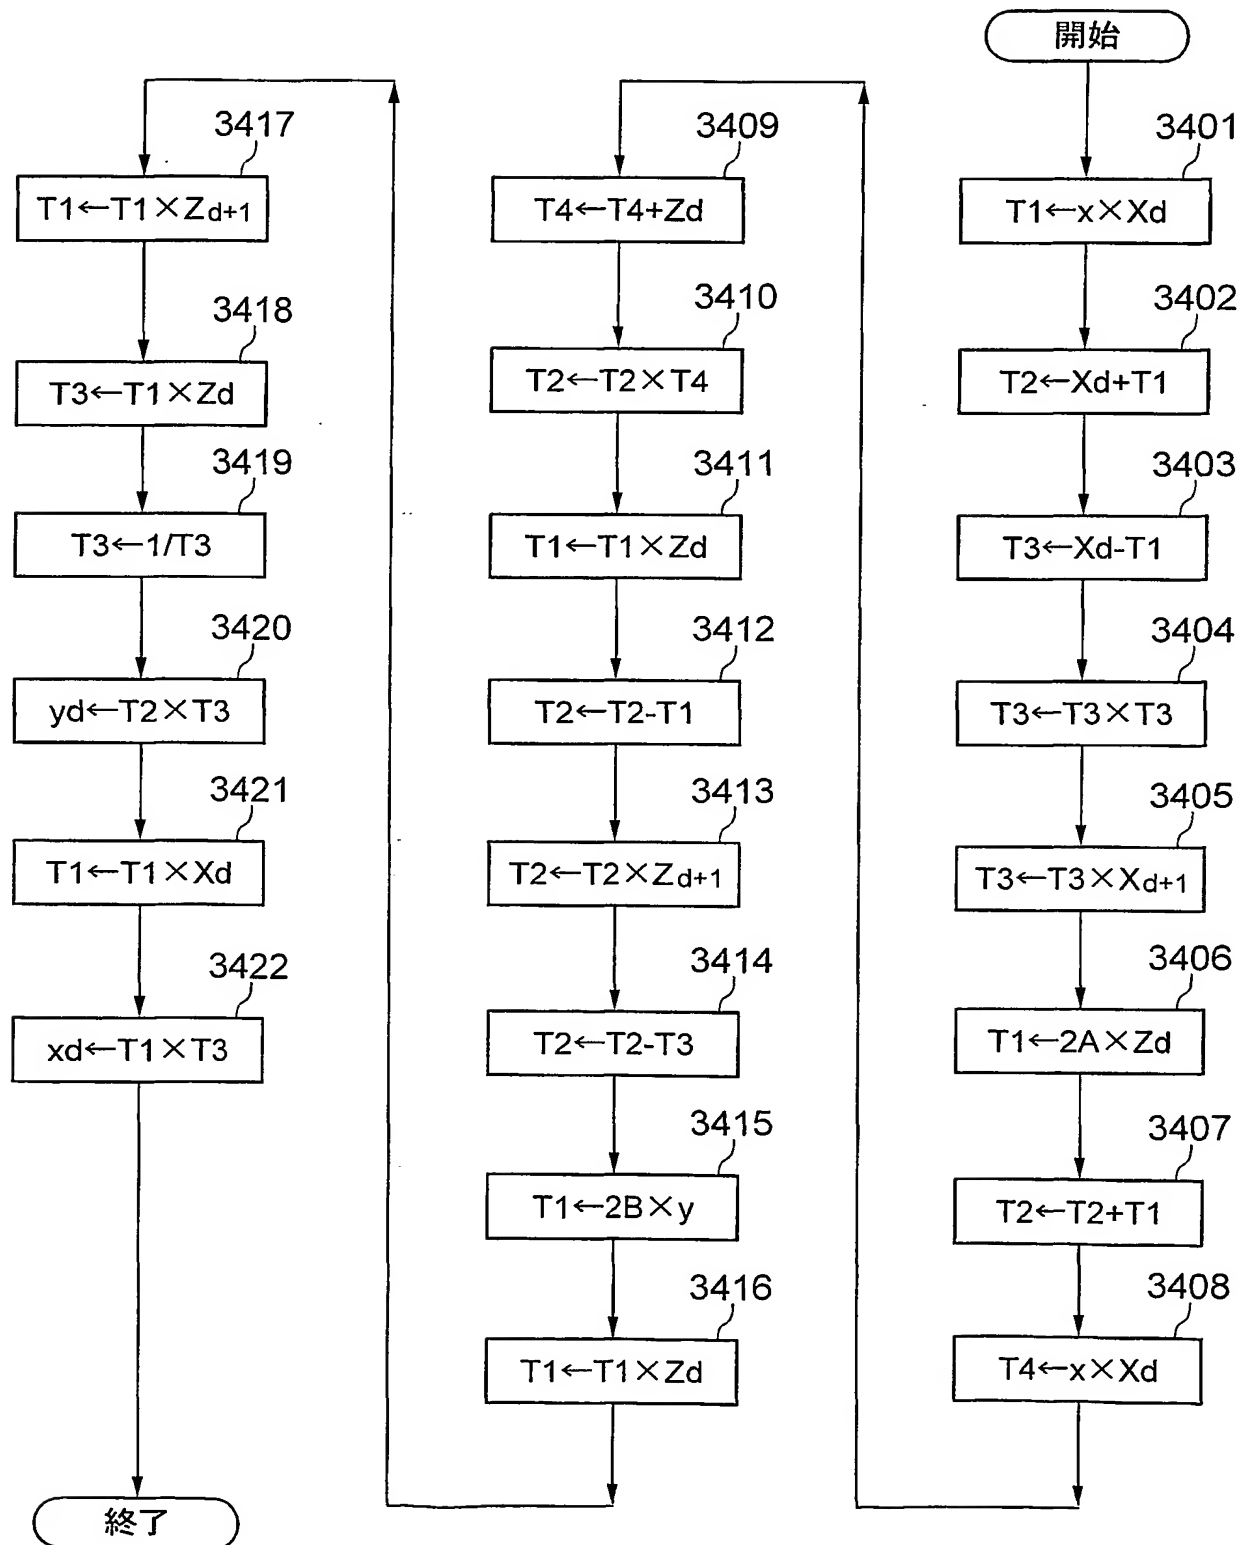 開始
3401
T1←x×Xd
3402
T2←Xd+T1
3403
T3←Xd-T1
3404
T3←T3×T3
3405
T3←T3×Xd+1
3406
T1←2A×Zd
3407
T2←T2+T1
3408
T4←x×Xd
3409
T4←T4+Zd
3410
T2←T2×T4
3411
T1←T1×Zd
3412
T2←T2-T1
3413
T2←T2×Zd+1
3414
T2←T2-T3
3415
T1←2B×y
3416
T1←T1×Zd
3417
T1←T1×Zd+1
3418
T3←T1×Zd
3419
T3←1/T3
3420
yd←T2×T3
3421
T1←T1×Xd
3422
xd←T1×T3
終了